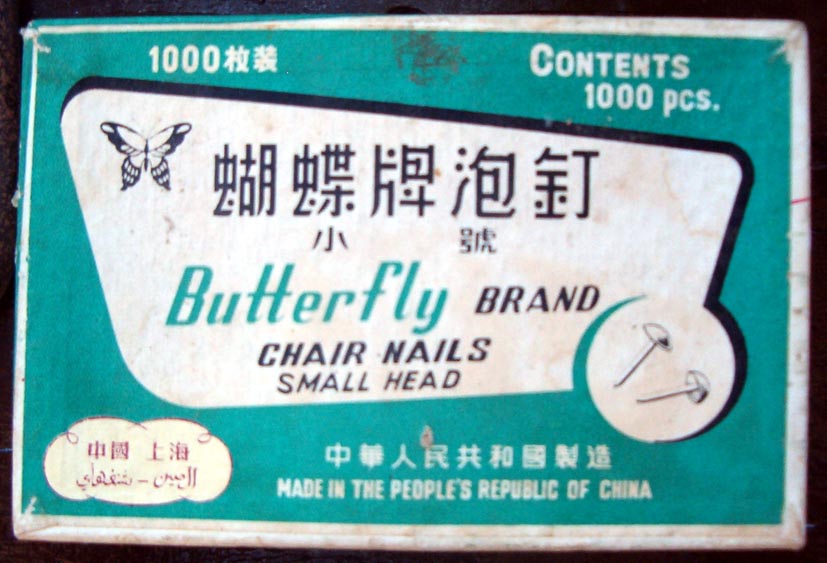 1000枚装
CONTENTS
1000 pcs.
蝴蝶牌泡釘
小號
Butterfly BRAND
CHAIR NAILS
SMALL HEAD
中國 上海
الصين - شنغهاي
中華人民共和國製造
MADE IN THE PEOPLE'S REPUBLIC OF CHINA